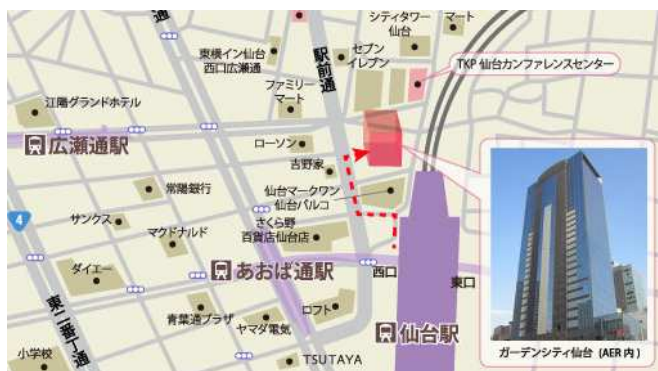 シティタワー
仙台
マート
通
通
東横イン仙台
西口広瀬通
駅前通
セブン
イレブン
TKP 仙台カンファレンスセンター
江陽グランドホテル
ファミリー
マート
広瀬通駅
ローソン
吉野家
常陽銀行
仙台マークワン
仙台パルコ
4
サンクス
マクドナルド
さくら野
百貨店仙台店
ダイエー
あおば通駅
西口
東口
東二番丁通
青葉通プラザ
ヤマダ電気
ロフト
仙台駅
ガーデンシティ仙台 (AER 内)
小学校
TSUTAYA